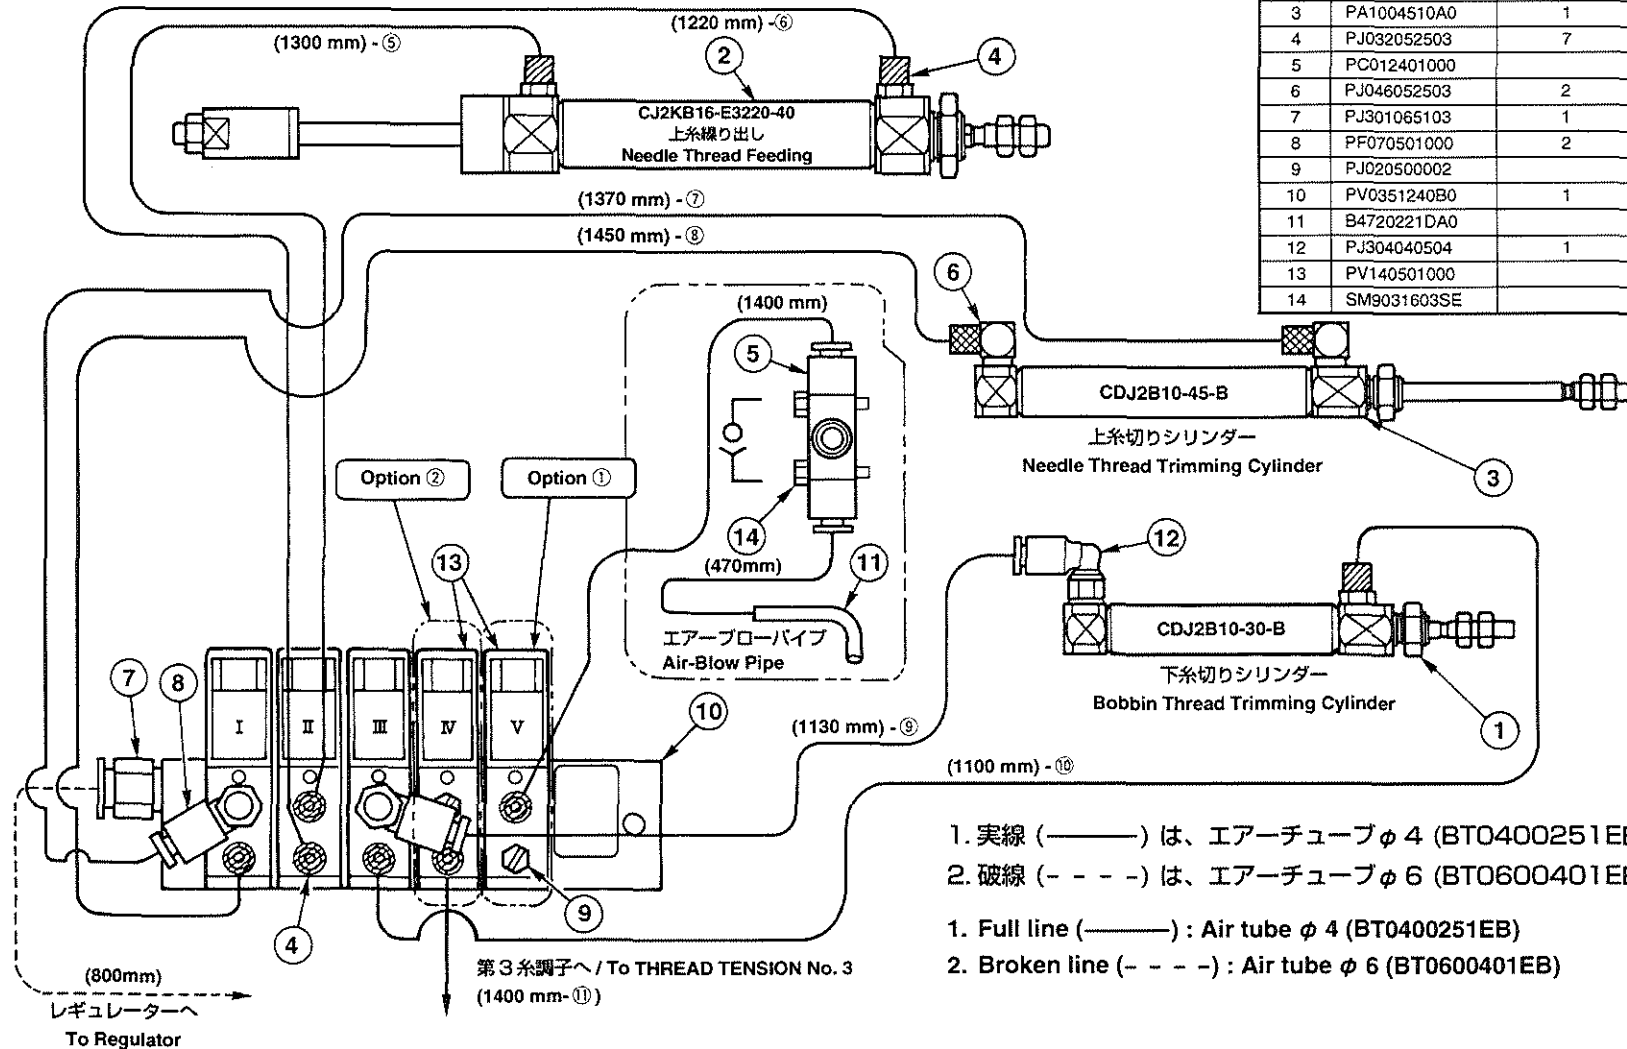 (1220 mm) -⑥
(1300 mm) - ⑤
2
4
CJ2KB16-E3220-40
上糸繰り出し
Needle Thread Feeding
3 PA1004510A0 1
4 PJ032052503 7
5 PC012401000
6 PJ046052503 2
7 PJ301065103 1
8 PF070501000 2
9 PJ020500002
10 PV0351240B0 1
11 B4720221DA0
12 PJ304040504 1
13 PV140501000
14 SM9031603SE
(1370 mm) - ⑦
(1450 mm) - ⑧
6
(1400 mm)
5
CDJ2B10-45-B
上糸切りシリンダー
Needle Thread Trimming Cylinder
3
Option ②
Option ①
14
(470mm)
13
11
12
エアーブローパイプ
Air-Blow Pipe
CDJ2B10-30-B
下糸切りシリンダー
Bobbin Thread Trimming Cylinder
1
7
8
I II III IV V
10
(1130 mm) - ⑨
(1100 mm) - ⑩
9
4
(800mm)
レギュレーターへ
To Regulator
第3糸調子へ / To THREAD TENSION No. 3
(1400 mm- ⑪ )
1. 実線 (———) は、エアーチューブφ 4 (BT0400251EB
2. 破線 (- - - -) は、エアーチューブφ 6 (BT0600401EB
1. Full line (———) : Air tube φ 4 (BT0400251EB)
2. Broken line (- - - -) : Air tube φ 6 (BT0600401EB)